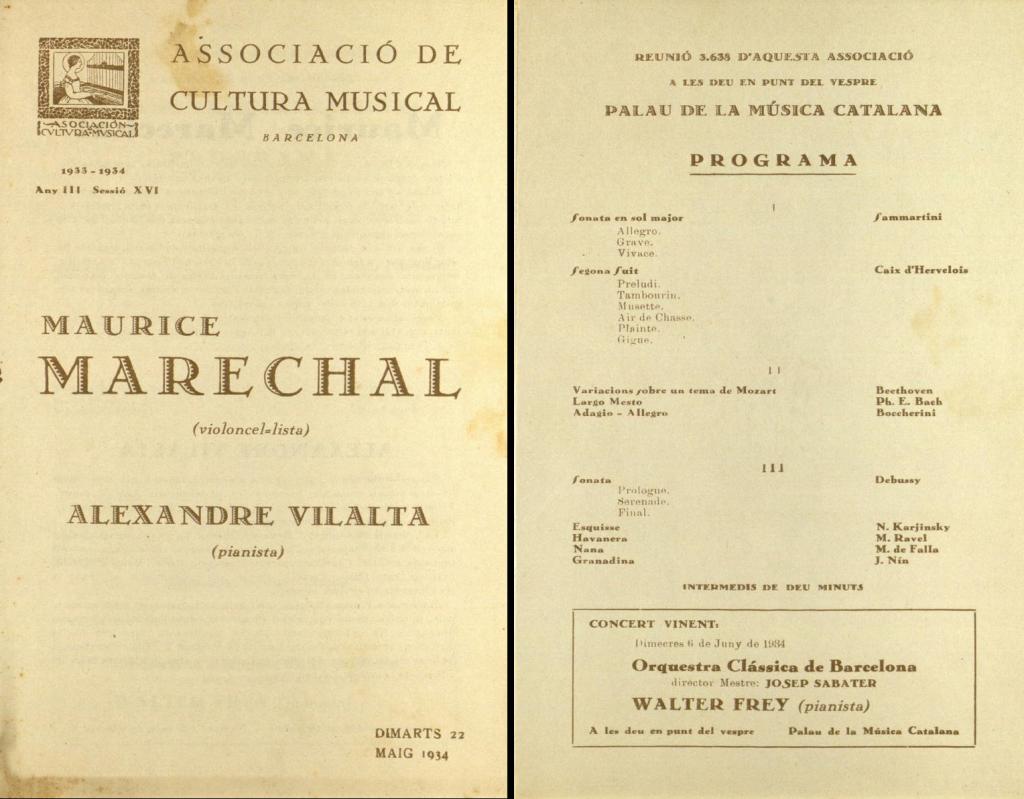 ASSOCIACIÓ DE
CULTURA MUSICAL
BARCELONA
ASOCIACIÓN
CVLTVRA·MVSICAL
1933-1934
Any III Sessió XVI
MAURICE
MARECHAL
(violoncel=lista)
ALEXANDRE VILALTA
(pianista)
DIMARTS 22
MAIG 1934
REUNIÓ 3.638 D'AQUESTA ASSOCIACIÓ
A LES DEU EN PUNT DEL VESPRE
PALAU DE LA MÚSICA CATALANA
PROGRAMA
I
Sonata en sol major Sammartini
Allegro.
Grave.
Vivace.
Segona Suit Caix d'Hervelois
Preludi.
Tambourin.
Musette.
Air de Chasse.
Plainte.
Gigue.
II
Variacions sobre un tema de Mozart Beethoven
Largo Mesto Ph. E. Bach
Adagio - Allegro Boccherini
III
Sonata Debussy
Prologue.
Serenade.
Final.
Esquisse N. Karjinsky
Havanera M. Ravel
Nana M. de Falla
Granadina J. Nín
INTERMEDIS DE DEU MINUTS
CONCERT VINENT:
Dimecres 6 de Juny de 1934
Orquestra Clássica de Barcelona
director Mestre: JOSEP SABATER
WALTER FREY (pianista)
A les deu en punt del vespre Palau de la Música Catalana